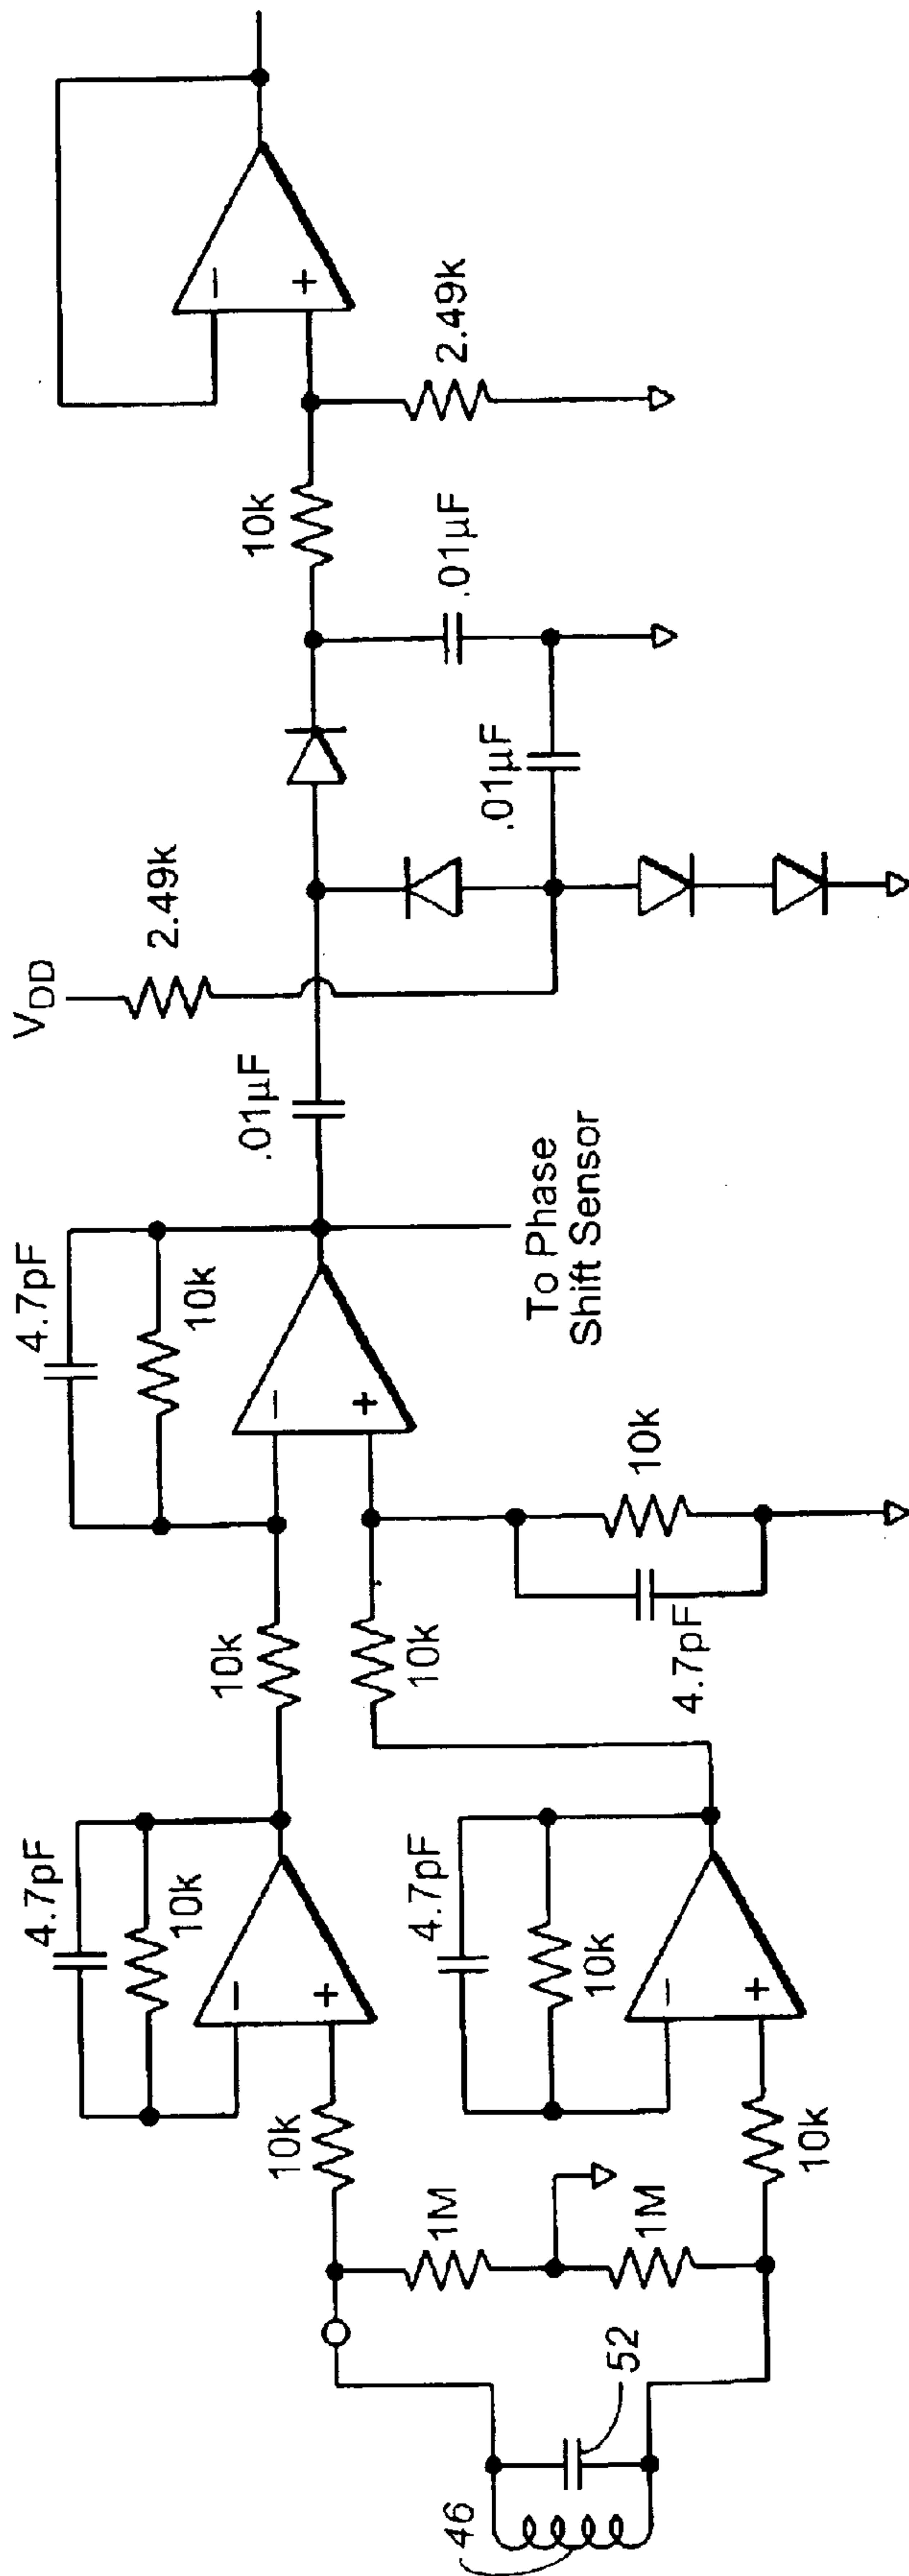 46
52
1M
1M
10k
10k
4.7pF
10k
4.7pF
10k
10k
10k
4.7pF
10k
4.7pF
10k
To Phase
Shift Sensor
.01µF
VDD
2.49k
.01µF
.01µF
10k
2.49k